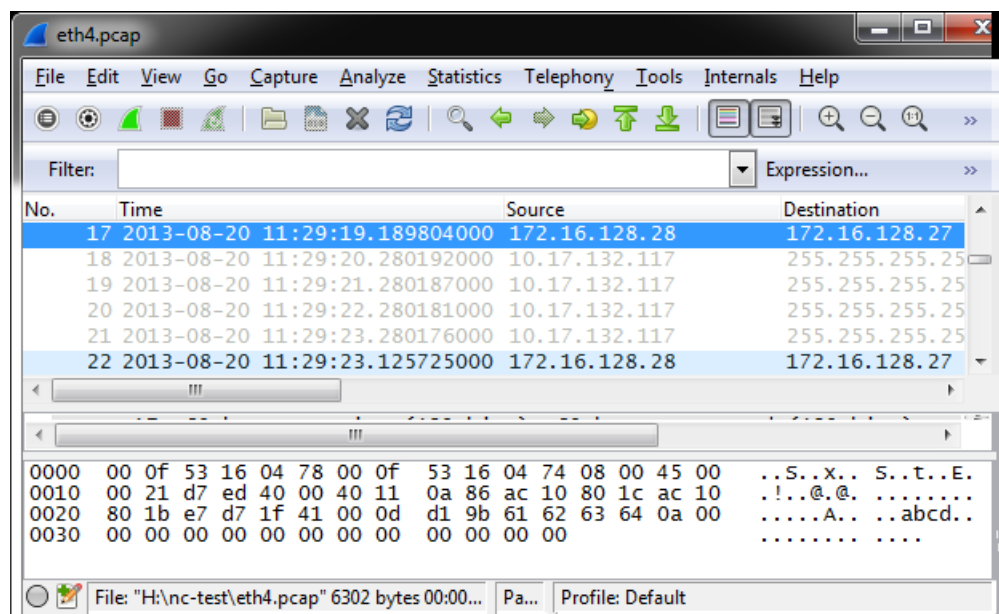 eth4.pcap
File Edit View Go Capture Analyze Statistics Telephony Tools Internals Help
Filter: Expression...
No. Time Source Destination
17 2013-08-20 11:29:19.189804000 172.16.128.28 172.16.128.27
18 2013-08-20 11:29:20.280192000 10.17.132.117 255.255.255.25
19 2013-08-20 11:29:21.280187000 10.17.132.117 255.255.255.25
20 2013-08-20 11:29:22.280181000 10.17.132.117 255.255.255.25
21 2013-08-20 11:29:23.280176000 10.17.132.117 255.255.255.25
22 2013-08-20 11:29:23.125725000 172.16.128.28 172.16.128.27
0000 00 0f 53 16 04 78 00 0f 53 16 04 74 08 00 45 00 ..S..x.. S..t..E.
0010 00 21 d7 ed 40 00 40 11 0a 86 ac 10 80 1c ac 10 .!..@.@. ........
0020 80 1b e7 d7 1f 41 00 0d d1 9b 61 62 63 64 0a 00 .....A.. ..abcd..
0030 00 00 00 00 00 00 00 00 00 00 00 00 ........ ....
File: "H:\nc-test\eth4.pcap" 6302 bytes 00:00... Pa... Profile: Default